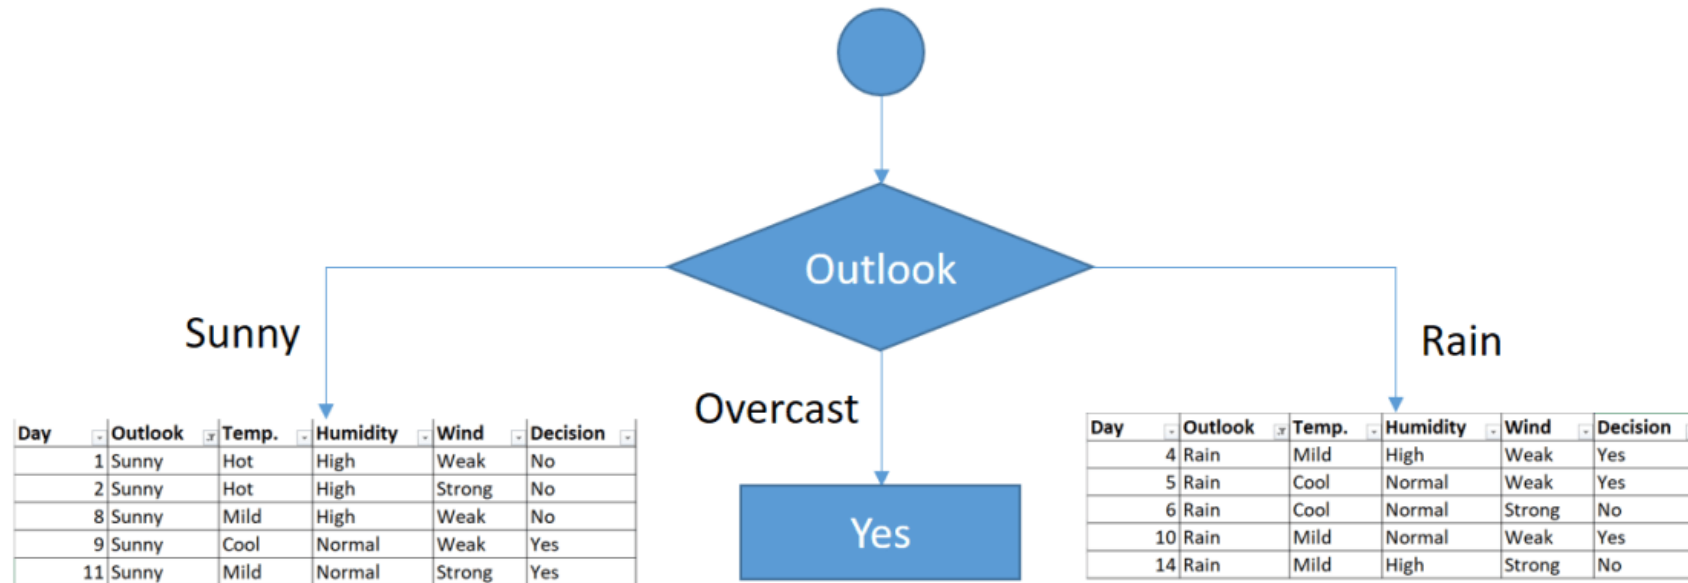 Outlook
Sunny
Rain
Overcast
Day Outlook Temp. Humidity Wind Decision
1 Sunny Hot High Weak No
2 Sunny Hot High Strong No
8 Sunny Mild High Weak No
9 Sunny Cool Normal Weak Yes
11 Sunny Mild Normal Strong Yes
Yes
Day Outlook Temp. Humidity Wind Decision
4 Rain Mild High Weak Yes
5 Rain Cool Normal Weak Yes
6 Rain Cool Normal Strong No
10 Rain Mild Normal Weak Yes
14 Rain Mild High Strong No